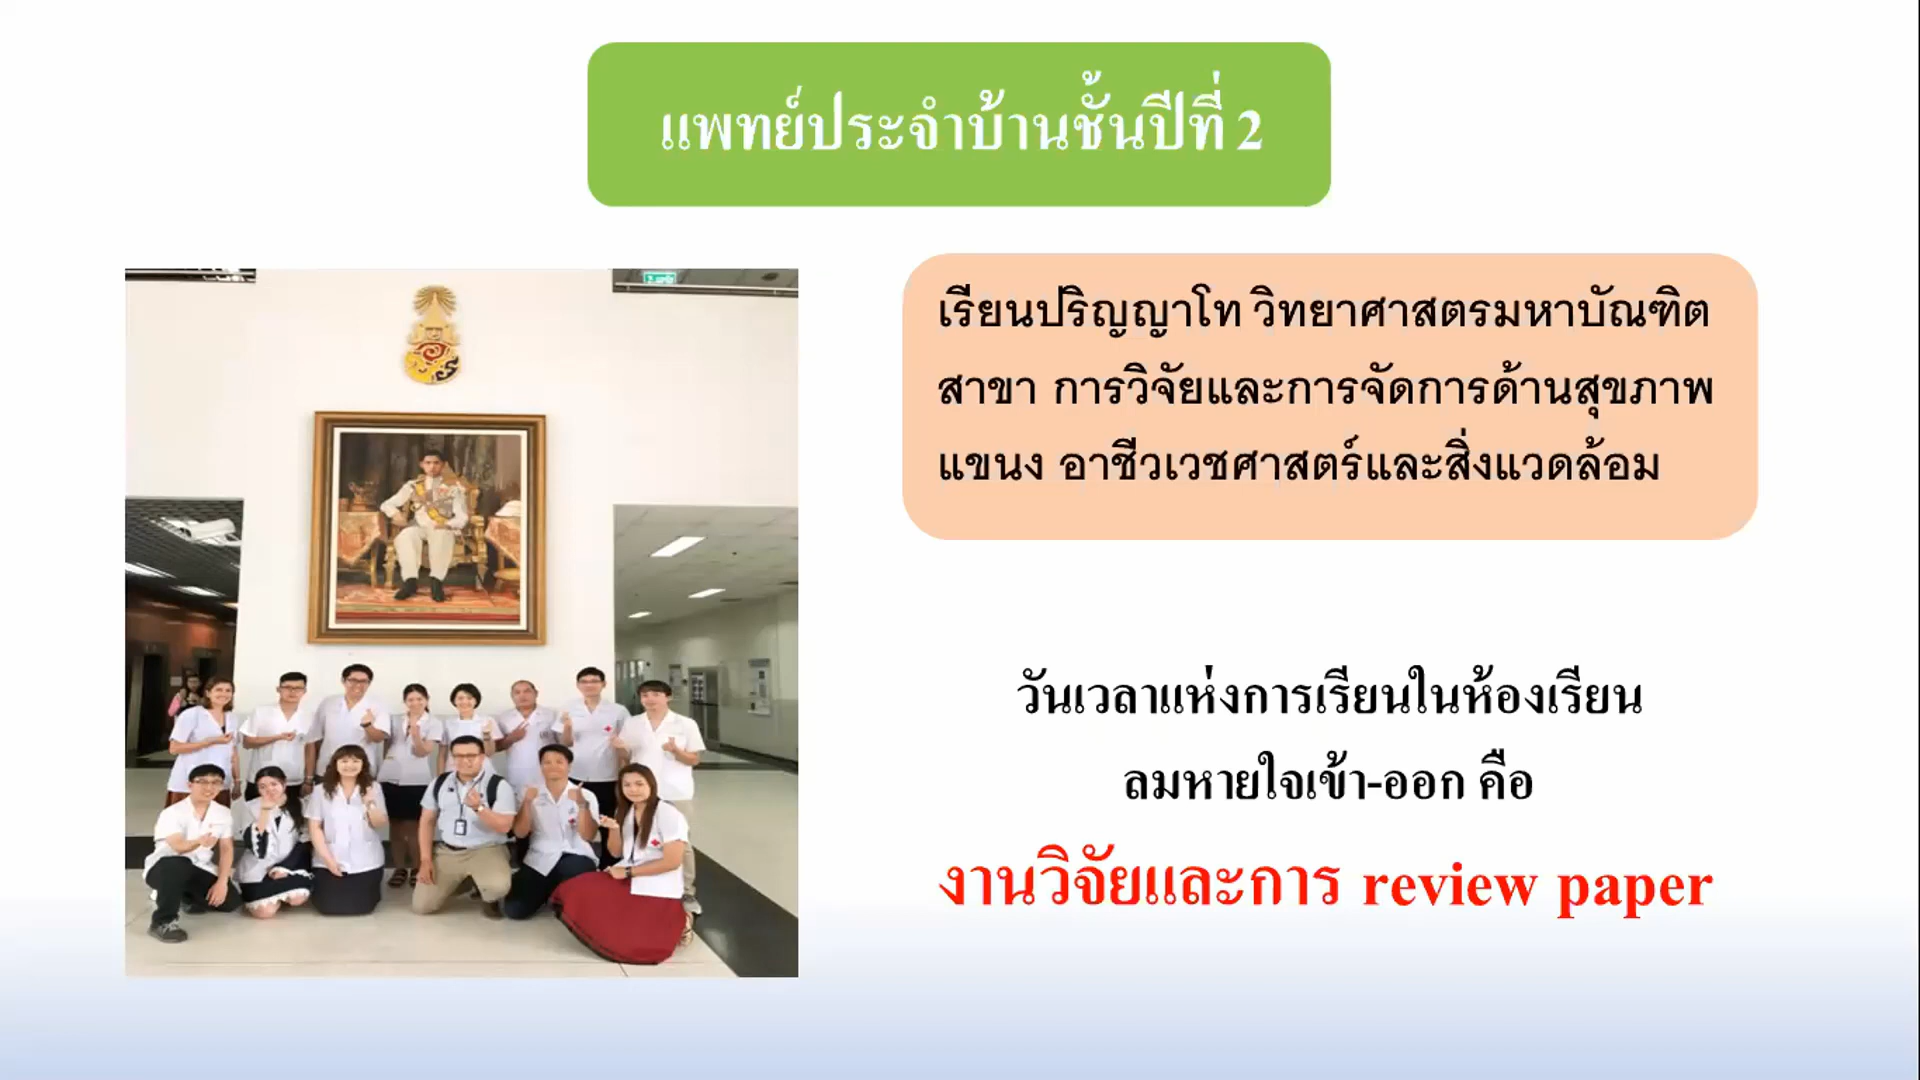 แพทย์ประจำบ้านชั้นปีที่ 2
เรียนปริญญาโท วิทยาศาสตรมหาบัณฑิต
สาขา การวิจัยและการจัดการด้านสุขภาพ
แขนง อาชีวเวชศาสตร์และสิ่งแวดล้อม
วันเวลาแห่งการเรียนในห้องเรียน
ลมหายใจเข้า-ออก คือ
งานวิจัยและการ review paper